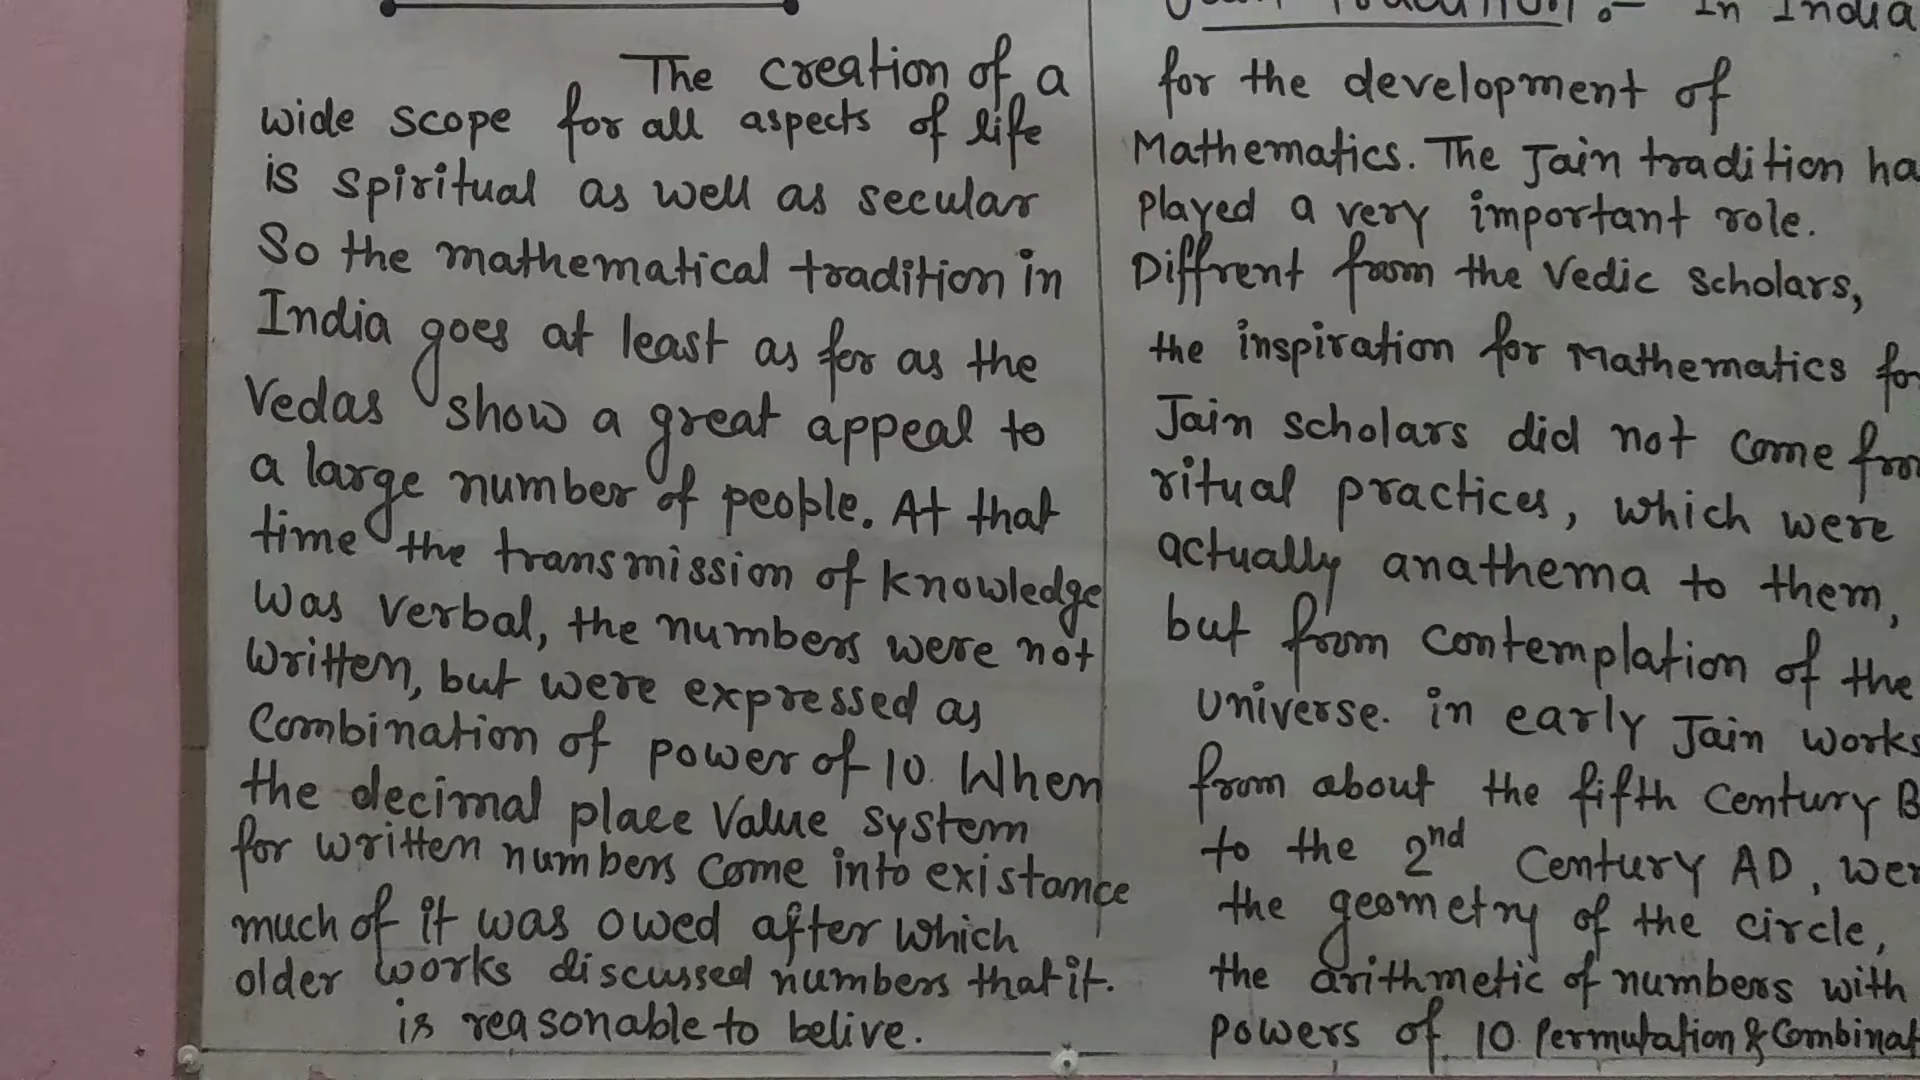 The creation of a
wide scope for all aspects of life
is spiritual as well as secular
So the mathematical tradition in
India goes at least as for as the
Vedas show a great appeal to
a large number of people. At that
time the transmission of knowledge
was verbal, the numbers were not
written, but were expressed as
Combination of power of 10. When
the decimal place Value system
for written numbers come into existance
much of it was owed after which
older works discussed numbers that it.
is reasonable to belive.
In India
for the development of
Mathematics. The Jain tradition ha
played a very important role.
Diffrent from the Vedic scholars,
the inspiration for Mathematics for
Jain scholars did not come from
ritual practices, which were
actually anathema to them,
but from contemplation of the
universe. in early Jain works
from about the fifth Century B
to the 2nd Century AD, wer
the geometry of the circle,
the arithmetic of numbers with
powers of 10 Permutation & Combinat